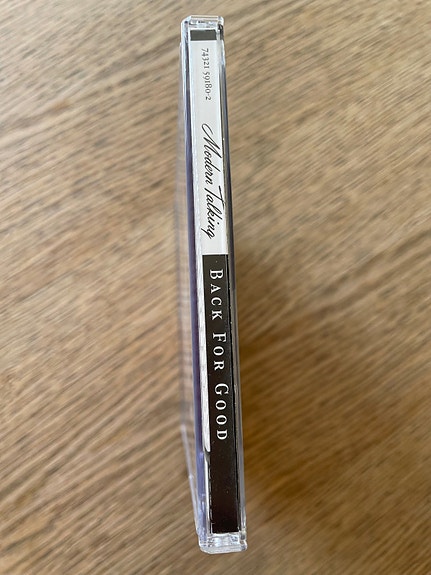 74321 59180-2
Modern Talking
BACK FOR GOOD